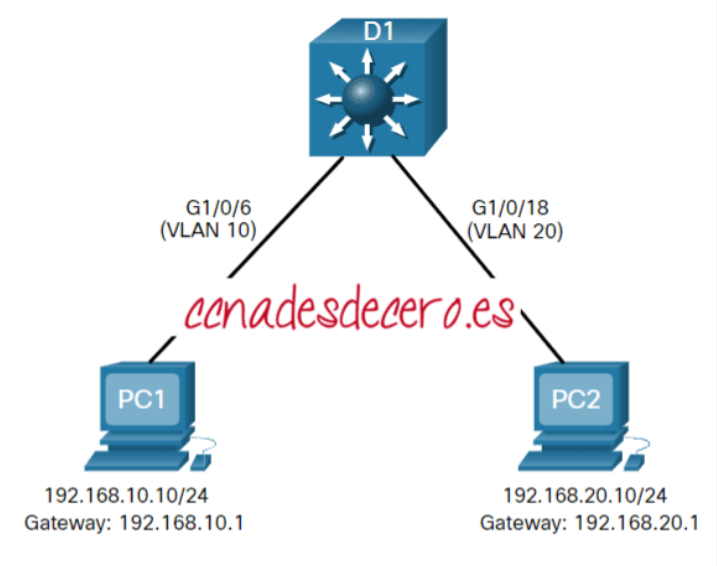 D1
G1/0/6
(VLAN 10)
G1/0/18
(VLAN 20)
ccnadesdecero.es
PC1
PC2
192.168.10.10/24
Gateway: 192.168.10.1
192.168.20.10/24
Gateway: 192.168.20.1